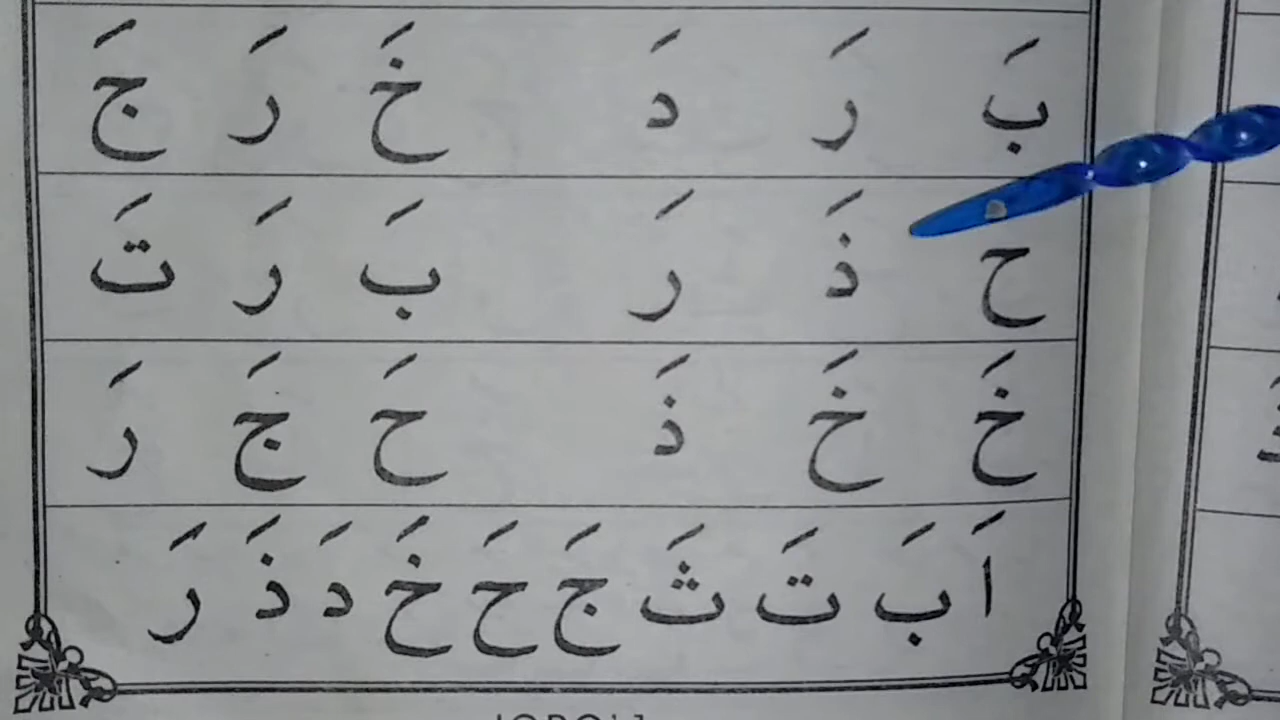 بَ رَ دَ خَ رَ جَ
حَ ذَ رَ بَ رَ تَ
خَ خَ ذَ حَ جَ رَ
اَ بَ تَ ثَ جَ حَ خَ دَ ذَ رَ